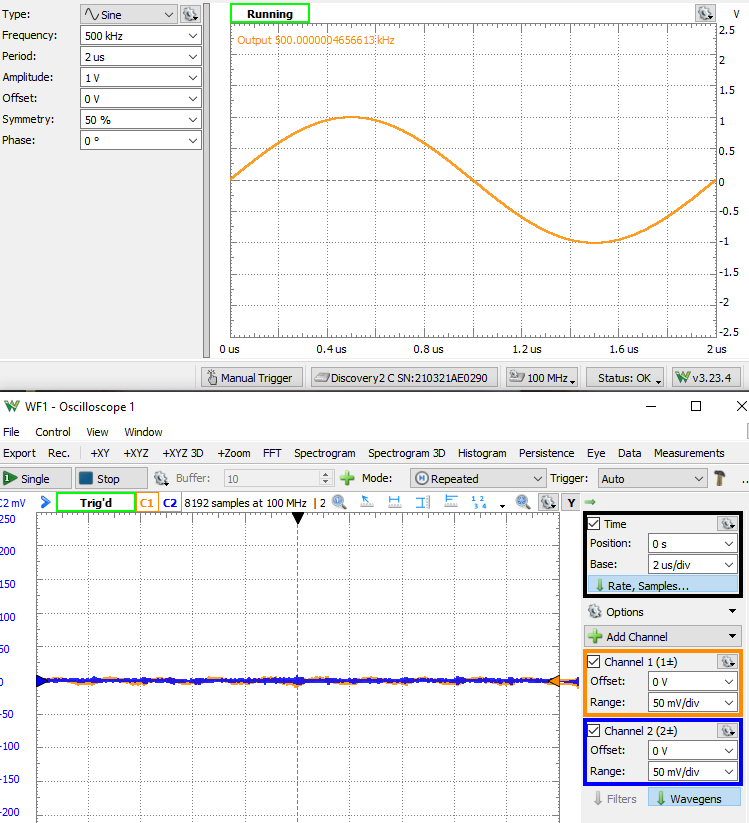 Type: Sine
Running
V
Frequency: 500 kHz
Output 500.0000004656613 kHz
Period: 2 us
Amplitude: 1 V
Offset: 0 V
Symmetry: 50 %
Phase: 0 °
2.5
2
1.5
1
0.5
0
-0.5
-1
-1.5
-2
-2.5
0 us 0.4 us 0.8 us 1.2 us 1.6 us 2 us
Manual Trigger Discovery2 C SN:210321AE0290 100 MHz Status: OK v3.23.4
WF1 - Oscilloscope 1
File Control View Window
Export Rec. +XY +XYZ +XYZ 3D +Zoom FFT Spectrogram Spectrogram 3D Histogram Persistence Eye Data Measurements
Single Stop Buffer: 10 Mode: Repeated Trigger: Auto ..
C2 mV Trig'd C1 C2 8192 samples at 100 MHz | 2 1 2 3 4 Y
250
200
150
100
50
0
-50
-100
-150
-200
Time
Position: 0 s
Base: 2 us/div
Rate, Samples...
Options
Add Channel
Channel 1 (1±)
Offset: 0 V
Range: 50 mV/div
Channel 2 (2±)
Offset: 0 V
Range: 50 mV/div
Filters Wavegens